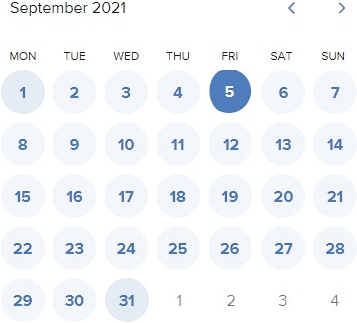 September 2021 < >
MON TUE WED THU FRI SAT SUN
1 2 3 4 5 6 7
8 9 10 11 12 13 14
15 16 17 18 19 20 21
22 23 24 25 26 27 28
29 30 31 1 2 3 4